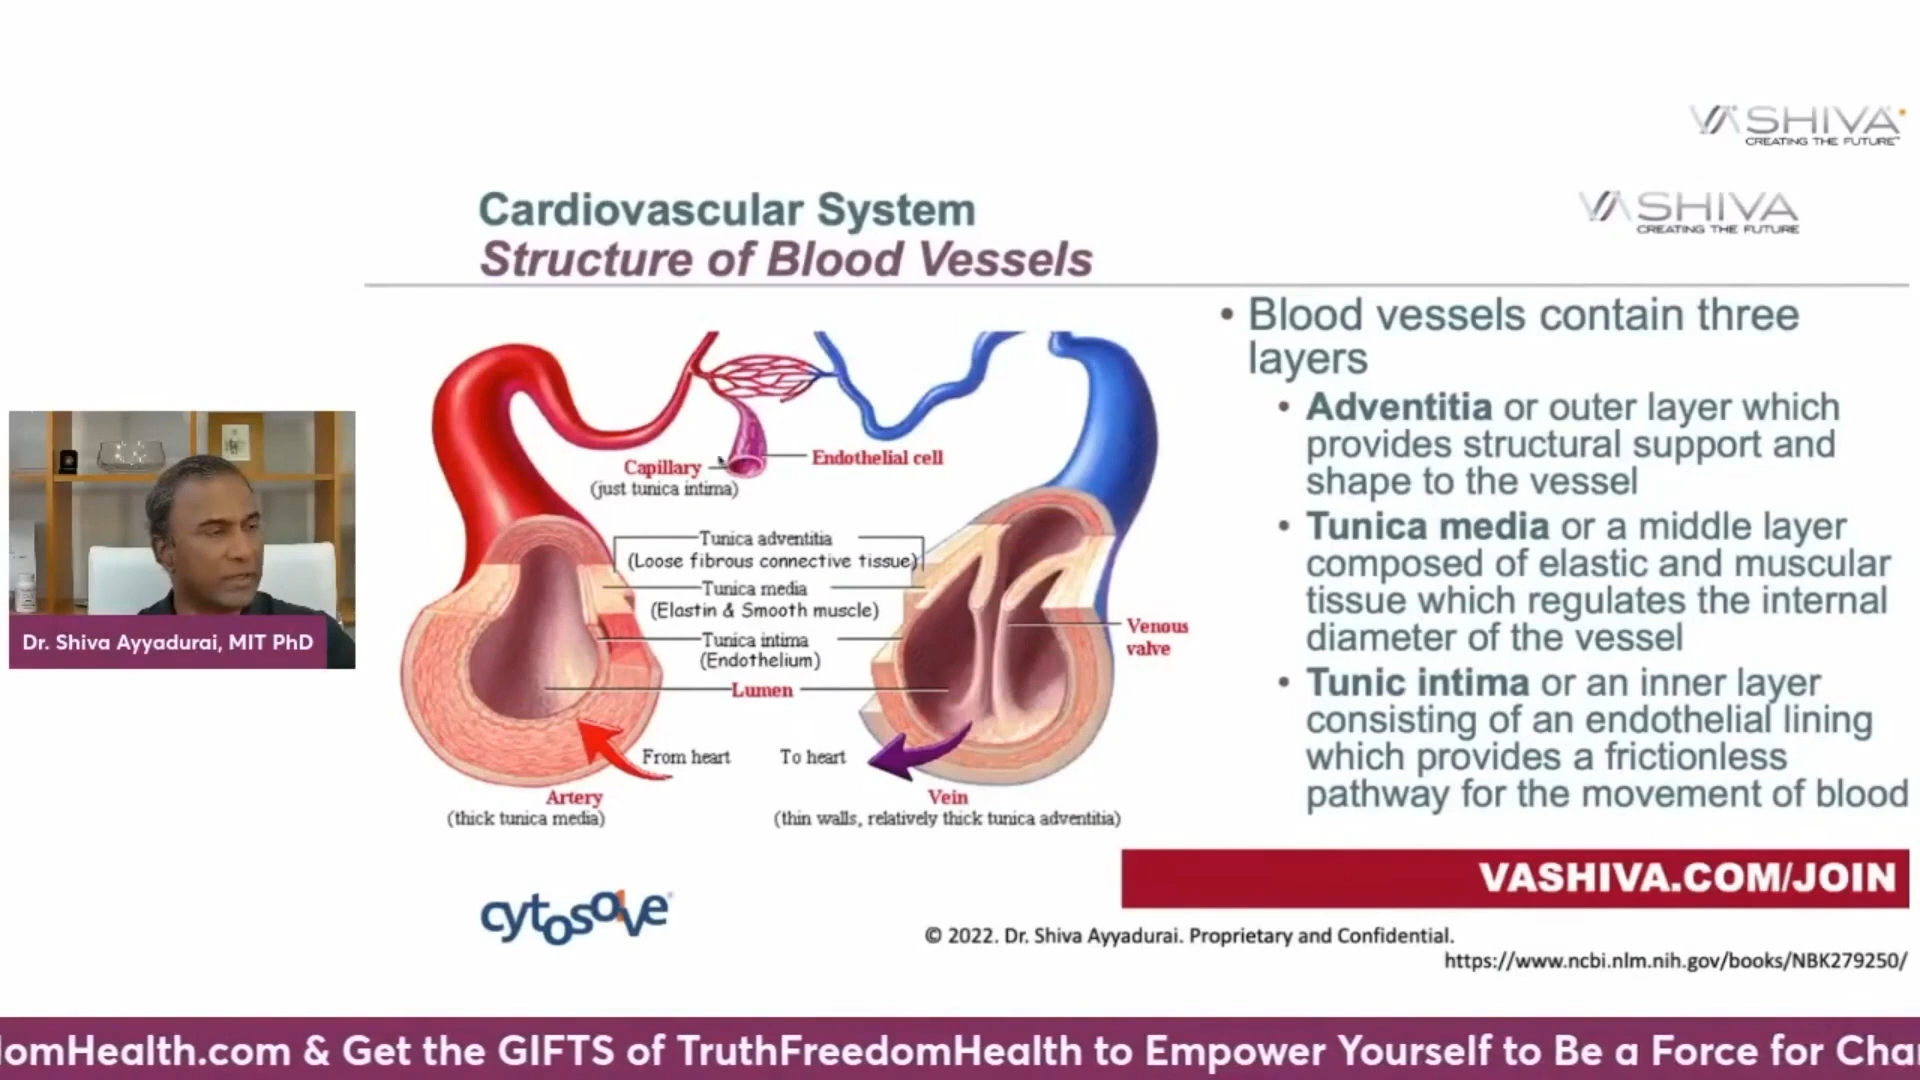 VASHIVA
CREATING THE FUTURE
VASHIVA
CREATING THE FUTURE
Cardiovascular System
Structure of Blood Vessels
Capillary
(just tunica intima)
Endothelial cell
Tunica adventitia
(Loose fibrous connective tissue)
Tunica media
(Elastin & Smooth muscle)
Tunica intima
(Endothelium)
Lumen
Venous
valve
From heart
To heart
Artery
(thick tunica media)
Vein
(thin walls, relatively thick tunica adventitia)
• Blood vessels contain three
layers
• Adventitia or outer layer which
provides structural support and
shape to the vessel
• Tunica media or a middle layer
composed of elastic and muscular
tissue which regulates the internal
diameter of the vessel
• Tunic intima or an inner layer
consisting of an endothelial lining
which provides a frictionless
pathway for the movement of blood
Dr. Shiva Ayyadurai, MIT PhD
VASHIVA.COM/JOIN
cytosolve
© 2022. Dr. Shiva Ayyadurai. Proprietary and Confidential.
https://www.ncbi.nlm.nih.gov/books/NBK279250/
domHealth.com & Get the GIFTS of TruthFreedomHealth to Empower Yourself to Be a Force for Cha